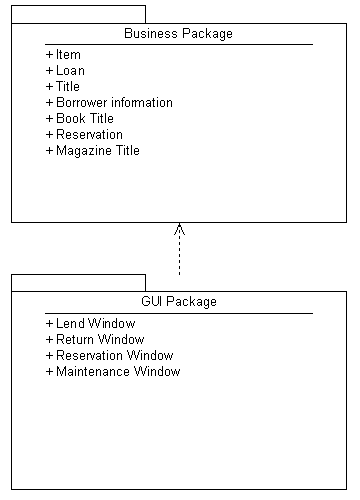 Business Package
+ Item
+ Loan
+ Title
+ Borrower information
+ Book Title
+ Reservation
+ Magazine Title
GUI Package
+ Lend Window
+ Return Window
+ Reservation Window
+ Maintenance Window